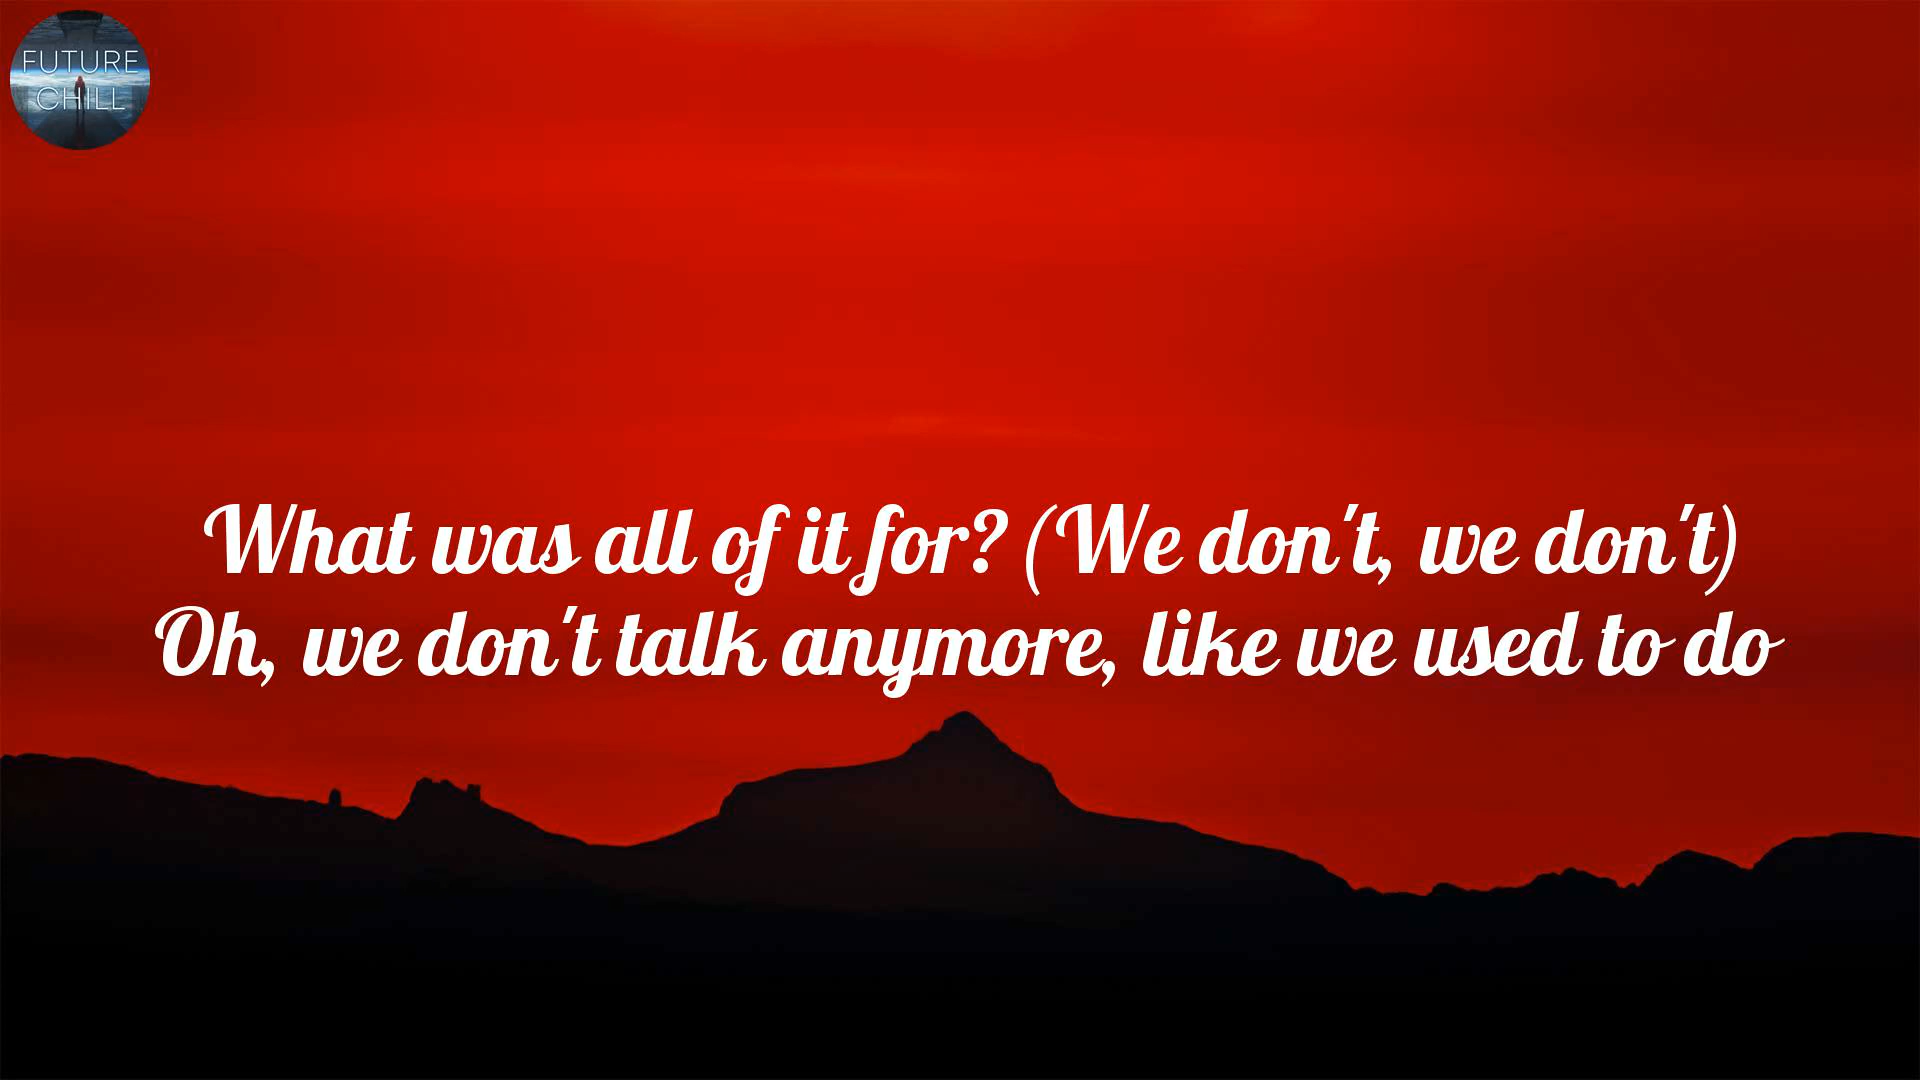 FUTURE
CHILL
What was all of it for? (We don't, we don't)
Oh, we don't talk anymore, like we used to do